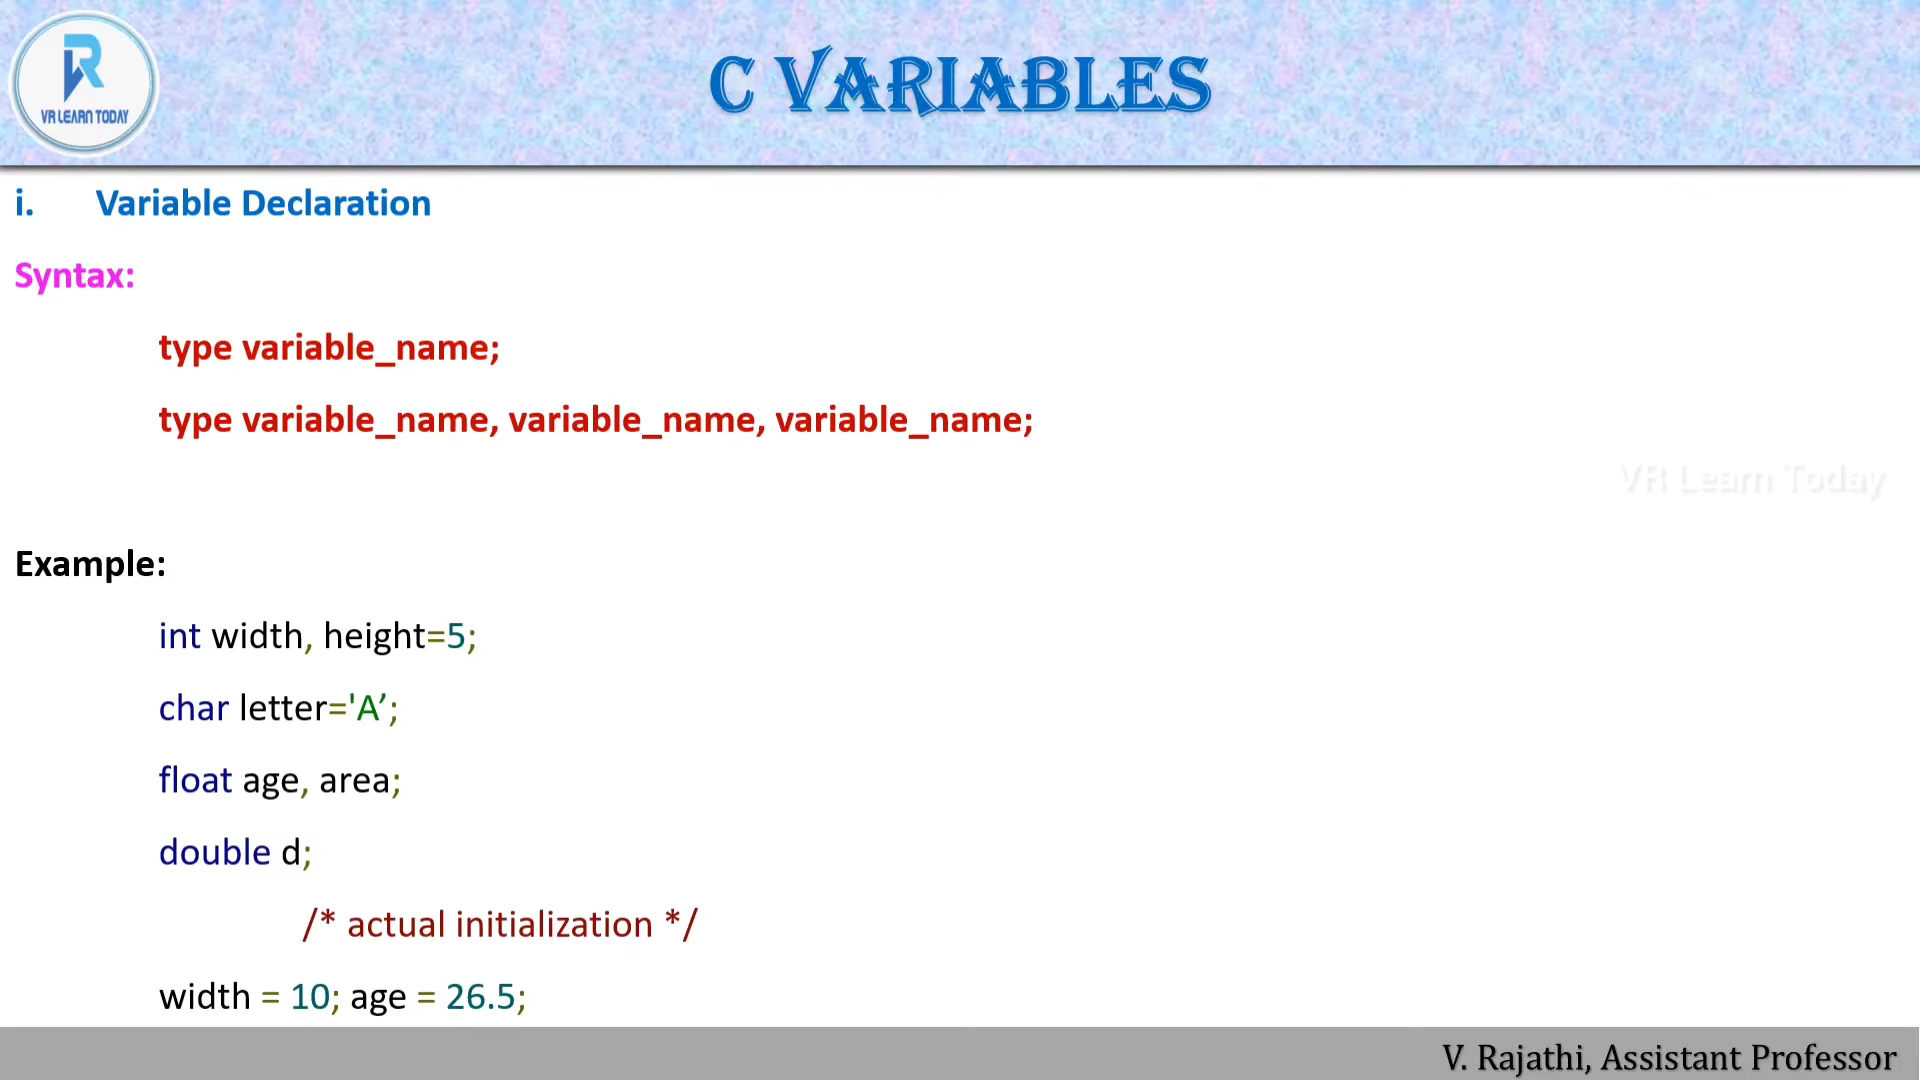 C VARIABLES
VR LEARN TODAY
i. Variable Declaration
Syntax:
type variable_name;
type variable_name, variable_name, variable_name;
VR Learn Today
Example:
int width, height=5;
char letter='A’;
float age, area;
double d;
/* actual initialization */
width = 10; age = 26.5;
V. Rajathi, Assistant Professor